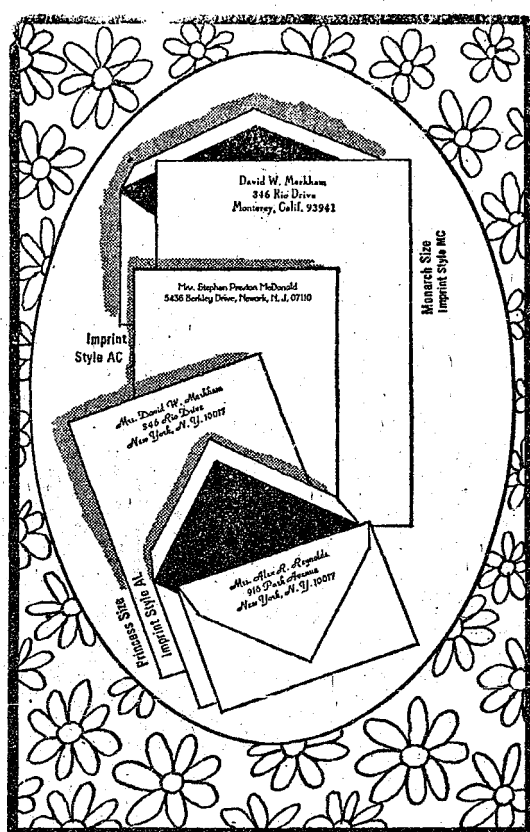 David W. Markham
346 Rio Drive
Monterey, Calif. 93941
Monarch Size
Imprint Style MC
Mrs. Stephen Preston McDonald
5436 Berkley Drive, Newark, N. J. 07110
Imprint
Style AC
Mrs. David W. Markham
346 Rio Drive
New York, N.Y. 10017
Princess Size
Imprint Style AL
Mrs. Alex R. Reynolds
916 Park Avenue
New York, N.Y. 10017